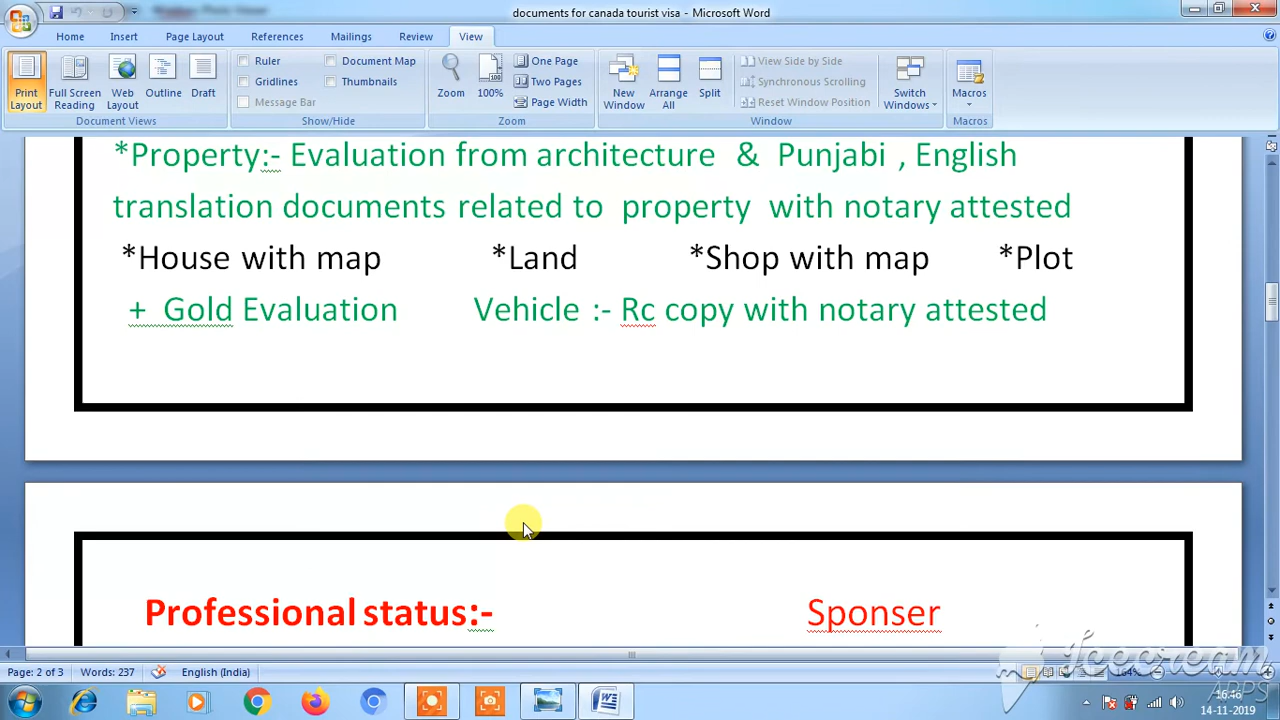 documents for canada tourist visa - Microsoft Word
Home Insert Page Layout References Mailings Review View
Print Layout
Full Screen Reading
Web Layout
Outline
Draft
Document Views
Ruler
Gridlines
Message Bar
Document Map
Thumbnails
Show/Hide
Zoom
100%
One Page
Two Pages
Page Width
Zoom
New Window
Arrange All
Split
View Side by Side
Synchronous Scrolling
Reset Window Position
Window
Switch Windows
Macros
Macros
*Property:- Evaluation from architecture & Punjabi , English
translation documents related to property with notary attested
*House with map *Land *Shop with map *Plot
+ Gold Evaluation Vehicle :- Rc copy with notary attested
Professional status:- Sponser
Page: 2 of 3 Words: 237 English (India) 164%
Icecream
APPS
16:46
14-11-2019